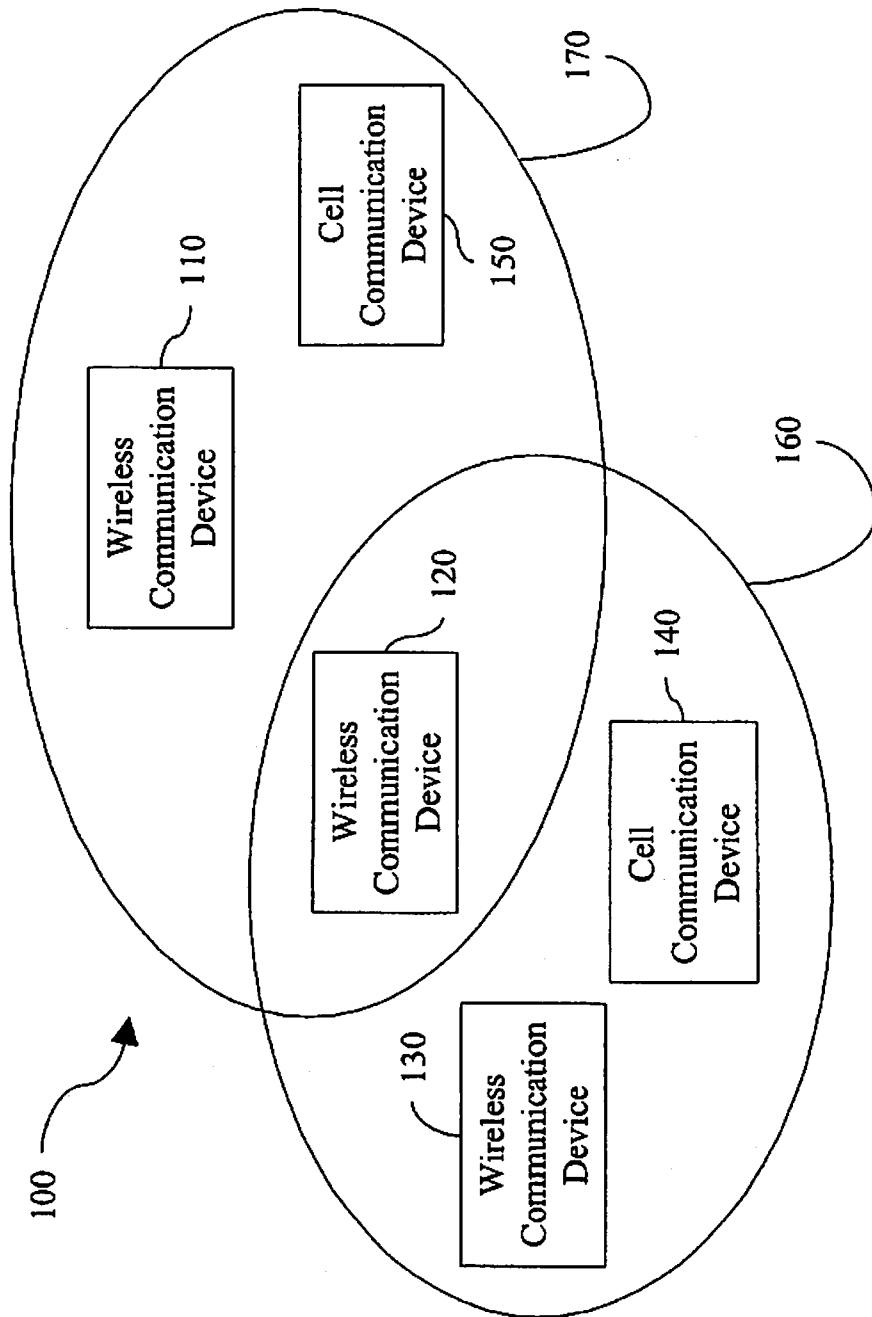 100
Wireless
Communication
Device
110
Cell
Communication
Device
150
170
Wireless
Communication
Device
120
Wireless
Communication
Device
130
Cell
Communication
Device
140
160